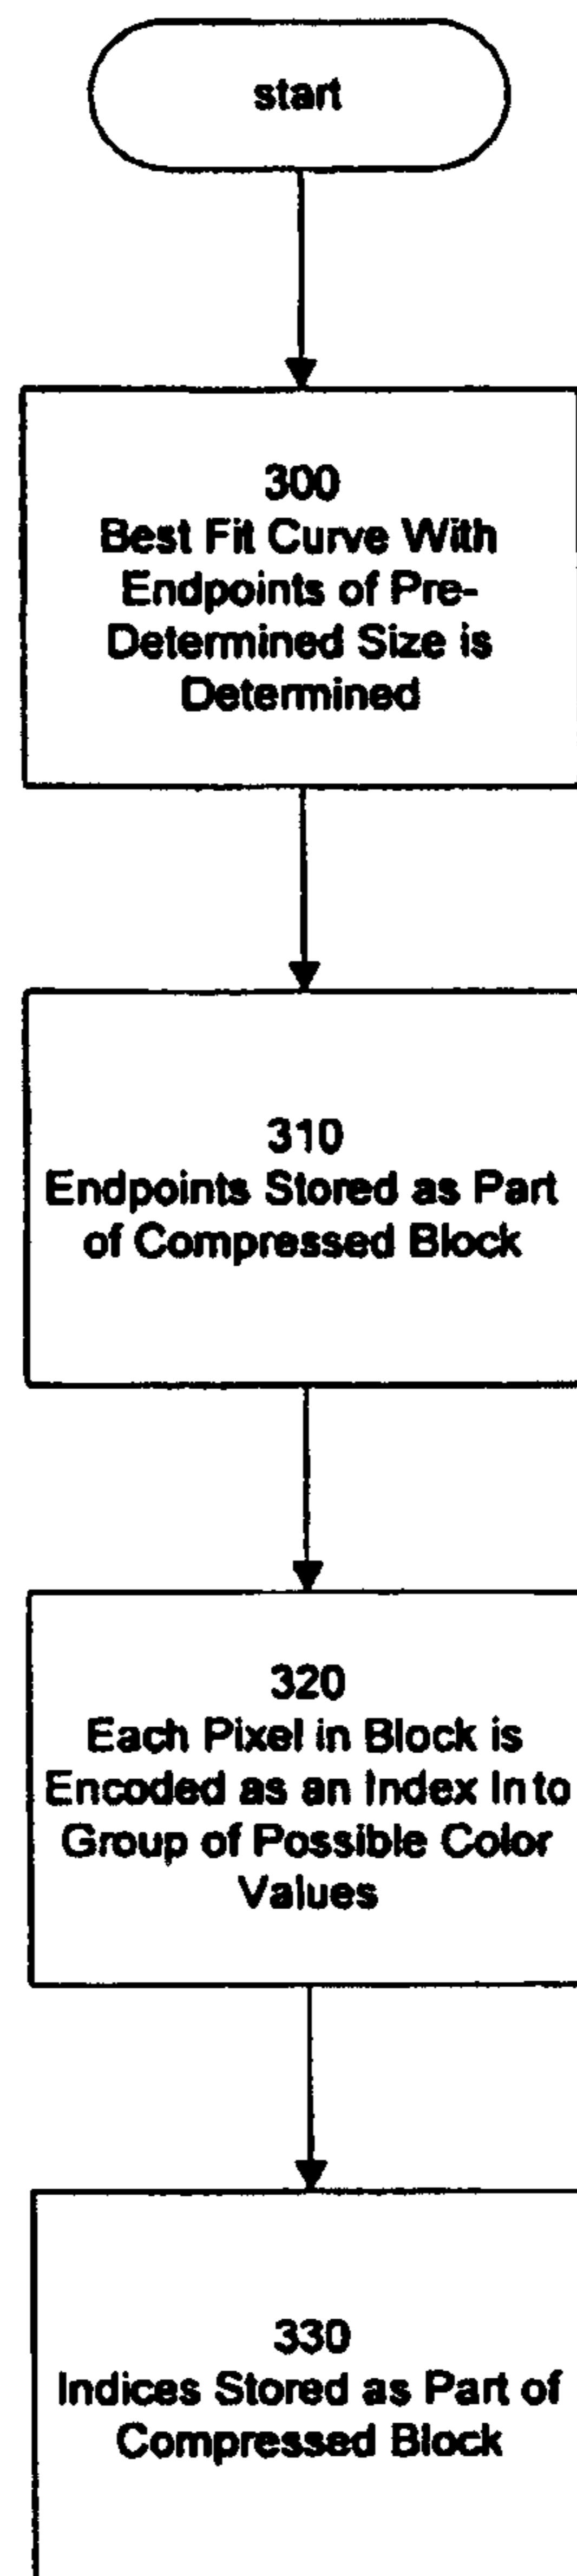 start
300
Best Fit Curve With
Endpoints of Pre-
Determined Size is
Determined
310
Endpoints Stored as Part
of Compressed Block
320
Each Pixel in Block is
Encoded as an Index Into
Group of Possible Color
Values
330
Indices Stored as Part of
Compressed Block